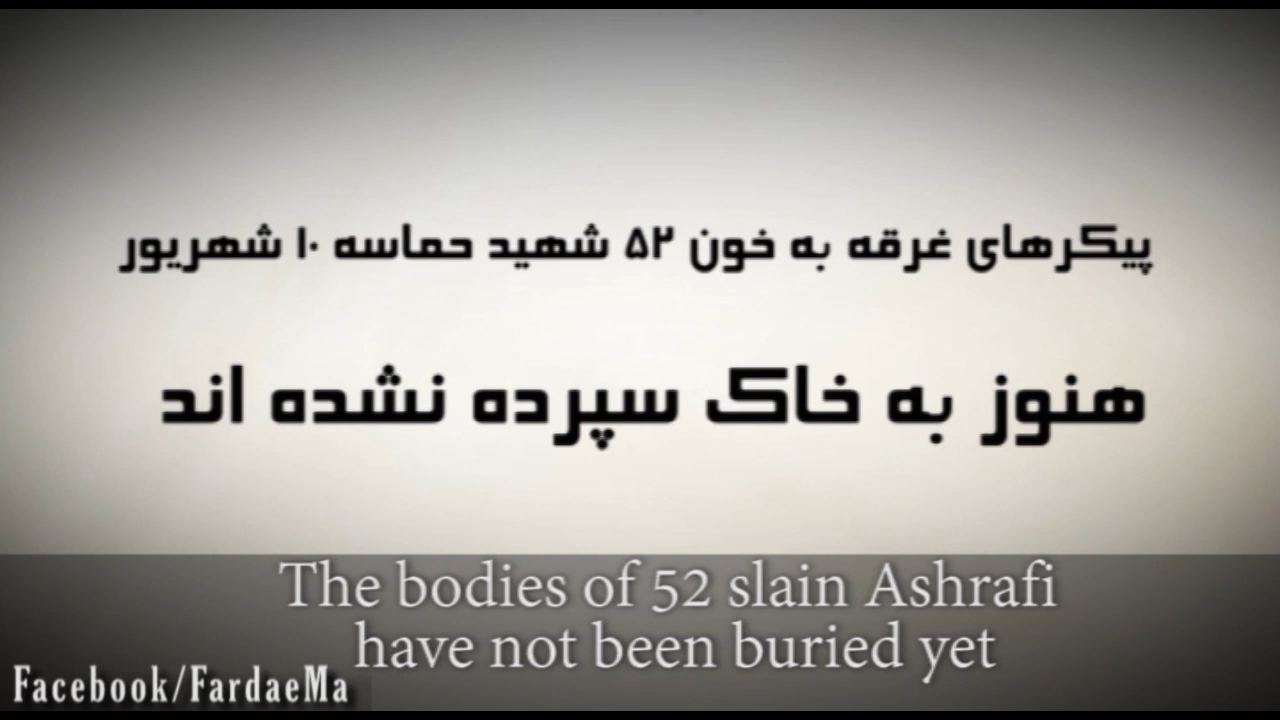 پیکرهای غرقه به خون ۵۲ شهید حماسه ۱۰ شهریور
هنوز به خاک سپرده نشده اند
The bodies of 52 slain Ashrafi
have not been buried yet
Facebook/FardaeMa